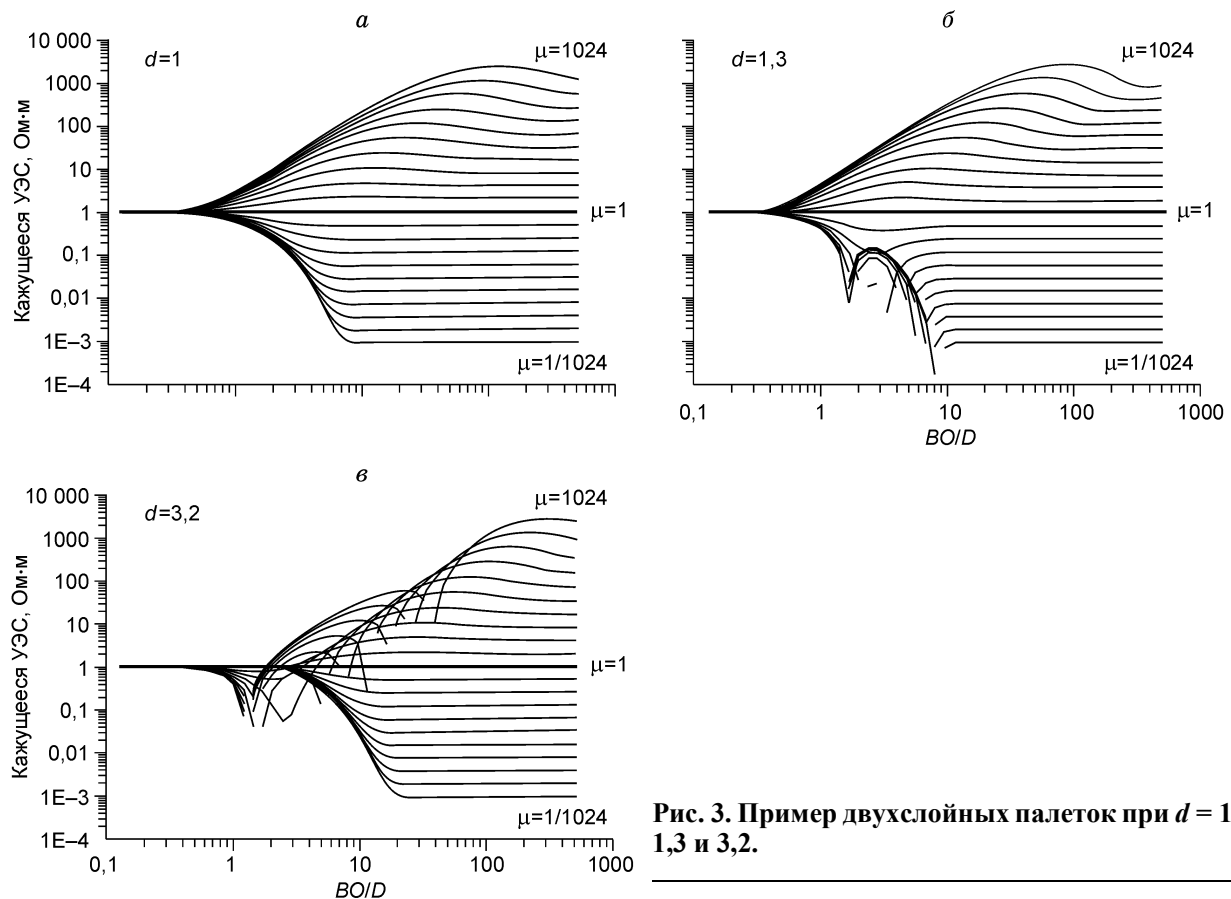 а
10 000
1000
100
10
1
0,1
0,01
1E–3
1E–4
Кажущееся УЭС, Ом·м
d=1
μ=1024
μ=1
μ=1/1024
б
d=1,3
μ=1024
μ=1
μ=1/1024
0,1 1 10 100 1000
BO/D
в
10 000
1000
100
10
1
0,1
0,01
1E–3
1E–4
Кажущееся УЭС, Ом·м
d=3,2
μ=1024
μ=1
μ=1/1024
0,1 1 10 100 1000
BO/D
Рис. 3. Пример двухслойных палеток при d = 1
1,3 и 3,2.